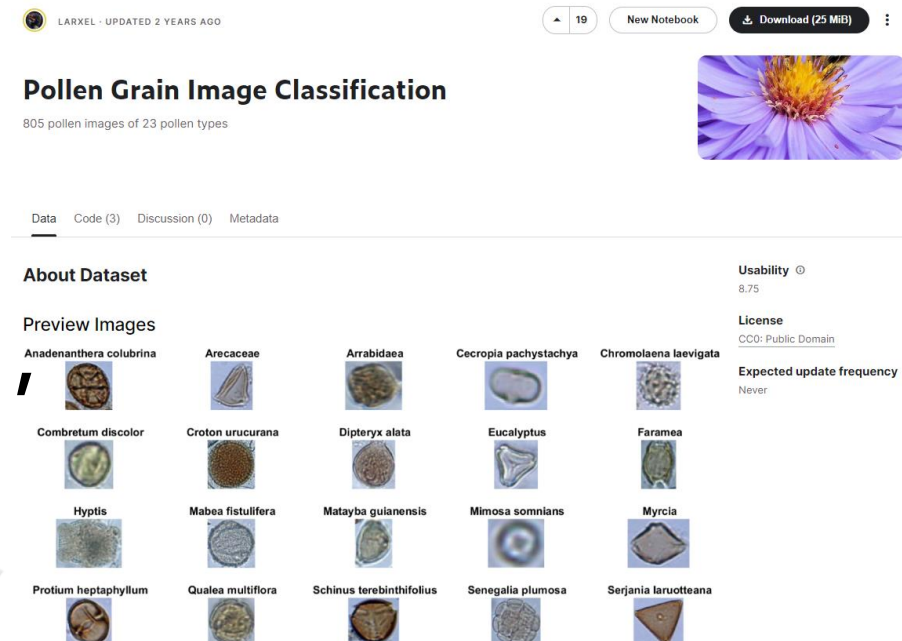 LARXEL · UPDATED 2 YEARS AGO
19
New Notebook
Download (25 MiB)
Pollen Grain Image Classification
805 pollen images of 23 pollen types
Data Code (3) Discussion (0) Metadata
About Dataset
Usability
8.75
Preview Images
License
CC0: Public Domain
Expected update frequency
Never
Anadenanthera colubrina Arecaceae Arrabidaea Cecropia pachystachya Chromolaena laevigata
Combretum discolor Croton urucurana Dipteryx alata Eucalyptus Faramea
Hyptis Mabea fistulifera Matayba guianensis Mimosa somnians Myrcia
Protium heptaphyllum Qualea multiflora Schinus terebinthifolius Senegalia plumosa Serjania laruotteana